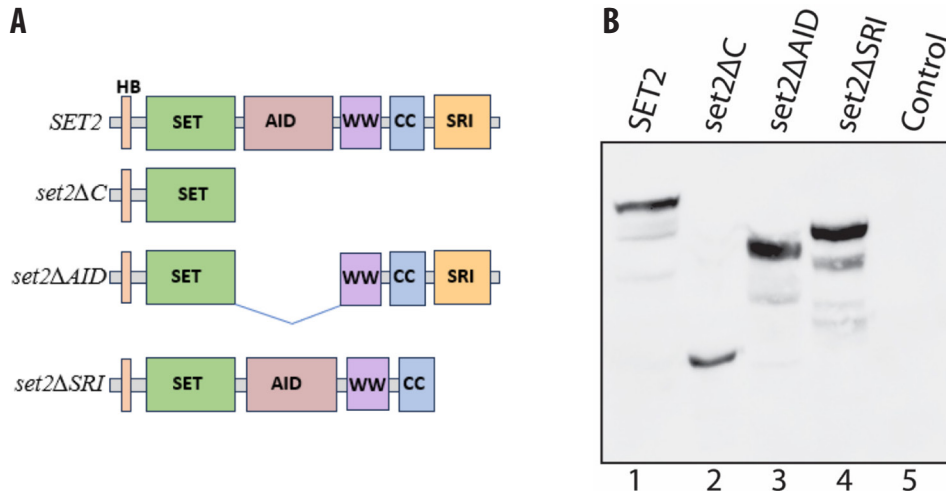 A
HB
SET2 SET AID WW CC SRI
set2ΔC SET
set2ΔAID SET WW CC SRI
set2ΔSRI SET AID WW CC
B
SET2 set2ΔC set2ΔAID set2ΔSRI Control
1 2 3 4 5